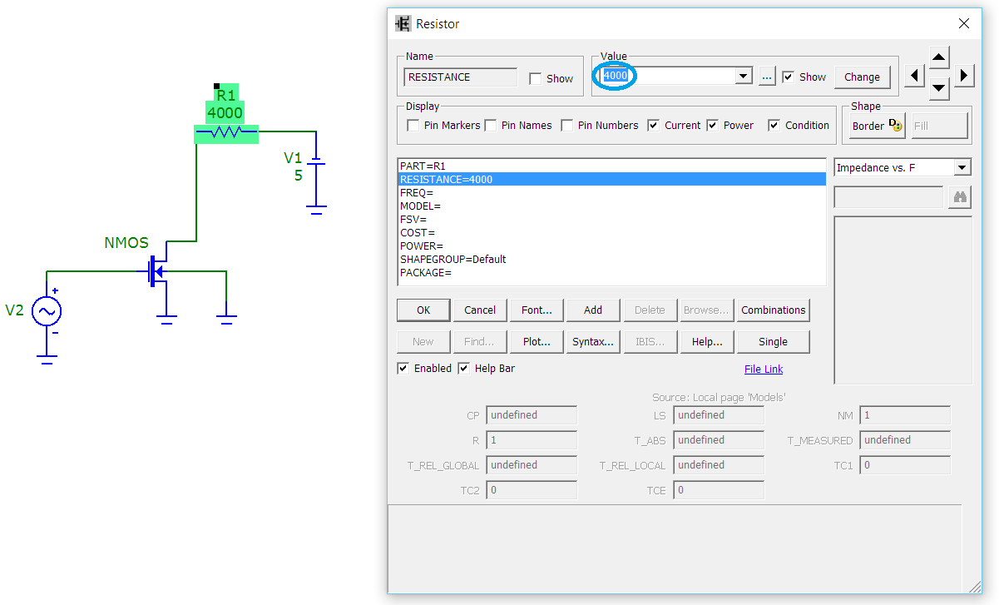 R1
4000
V1
5
NMOS
V2
+
-
Resistor
Name
RESISTANCE
Show
Value
4000
...
Show
Change
Display
Pin Markers Pin Names Pin Numbers Current Power Condition
Shape
Border
Fill
PART=R1
RESISTANCE=4000
FREQ=
MODEL=
FSV=
COST=
POWER=
SHAPEGROUP=Default
PACKAGE=
Impedance vs. F
OK Cancel Font... Add Delete Browse... Combinations
New Find... Plot... Syntax... IBIS... Help... Single
Enabled Help Bar File Link
Source: Local page 'Models'
CP undefined LS undefined NM 1
R 1 T_ABS undefined T_MEASURED undefined
T_REL_GLOBAL undefined T_REL_LOCAL undefined TC1 0
TC2 0 TCE 0